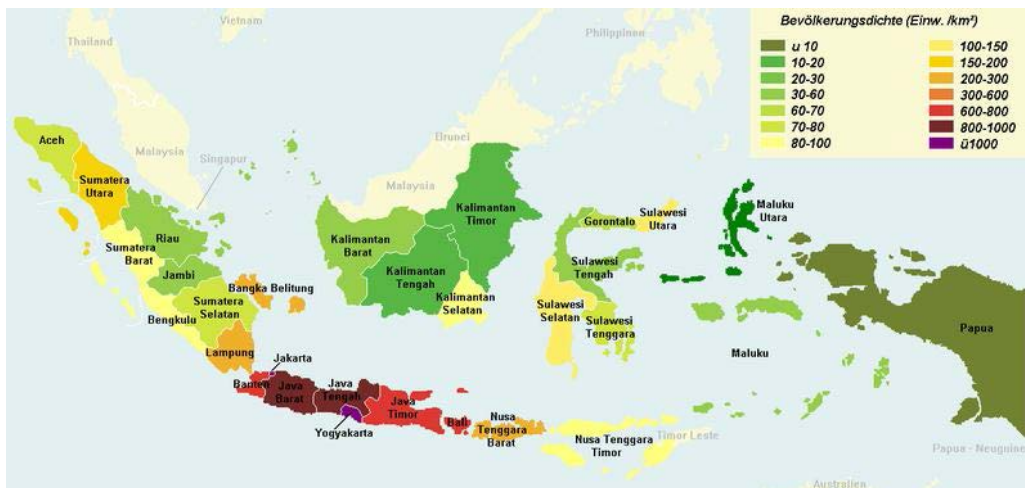 Vietnam
Thailand
Philippinen
Bevölkerungsdichte (Einw. /km²)
u 10
10-20
20-30
30-60
60-70
70-80
80-100
100-150
150-200
200-300
300-600
600-800
800-1000
ü1000
Aceh
Malaysia
Singapur
Brunei
Malaysia
Sumatera
Utara
Riau
Sumatera
Barat
Jambi
Bangka Belitung
Sumatera
Selatan
Bengkulu
Lampung
Jakarta
Banten
Java
Barat
Java
Tengah
Yogyakarta
Java
Timor
Bali
Nusa
Tenggara
Barat
Nusa Tenggara
Timor
Timor Leste
Kalimantan
Barat
Kalimantan
Tengah
Kalimantan
Timor
Kalimantan
Selatan
Gorontalo
Sulawesi
Utara
Sulawesi
Tengah
Sulawesi
Selatan
Sulawesi
Tenggara
Maluku
Utara
Maluku
Papua
Papua - Neuguine
Australien